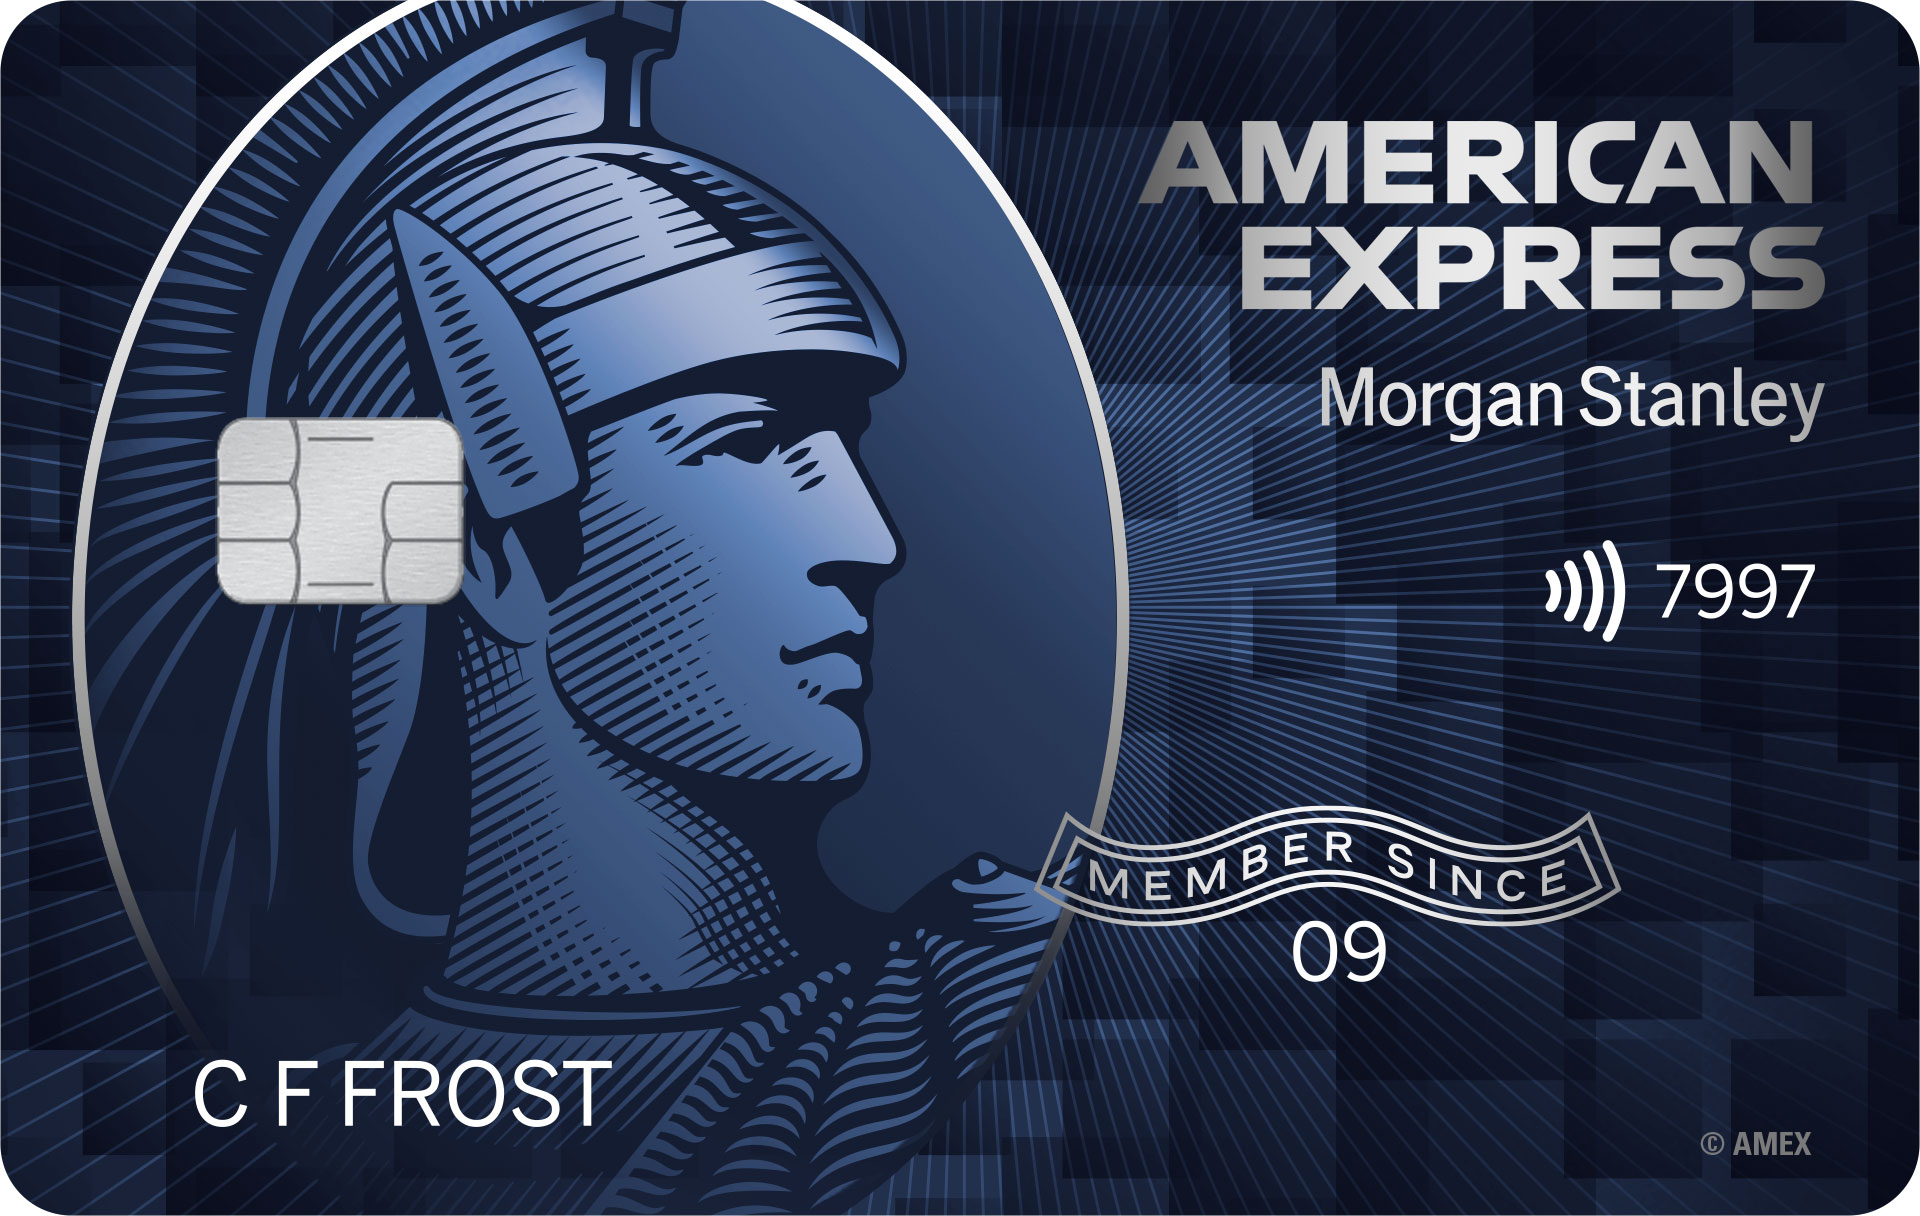 AMERICAN
EXPRESS
Morgan Stanley
7997
MEMBER SINCE
09
C F FROST
© AMEX